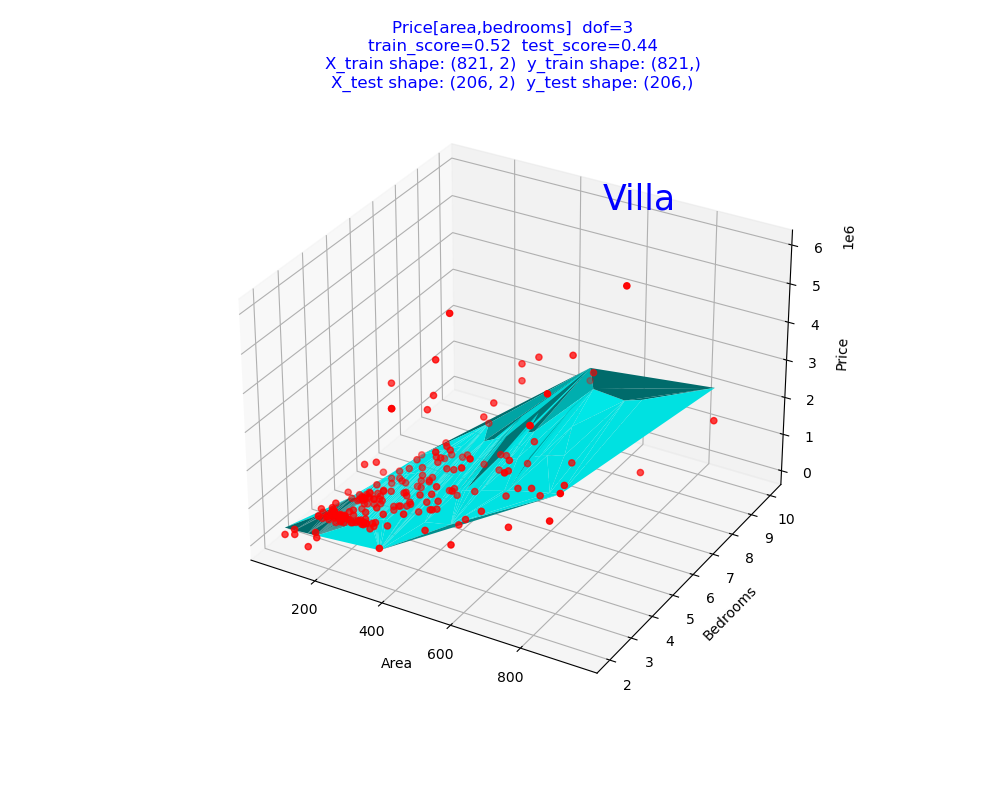 Price[area,bedrooms]  dof=3
train_score=0.52  test_score=0.44
X_train shape: (821, 2)  y_train shape: (821,)
X_test shape: (206, 2)  y_test shape: (206,)
Villa
1e6
6
5
4
3
2
1
0
Price
10
9
8
7
6
5
4
3
2
Bedrooms
200
400
600
800
Area